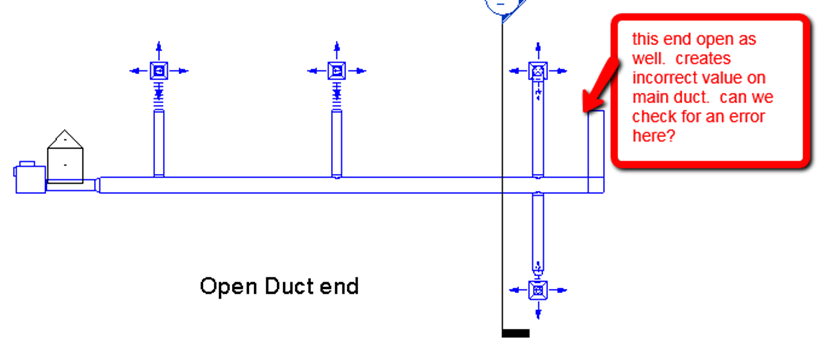 this end open as
well.  creates
incorrect value on
main duct.  can we
check for an error
here?
Open Duct end